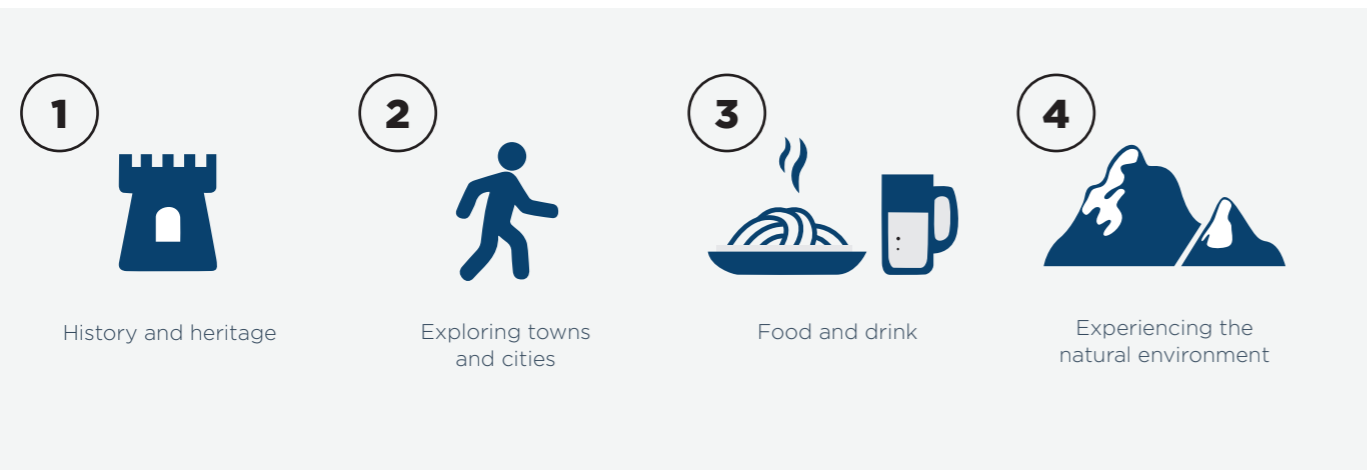 1
History and heritage
2
Exploring towns
and cities
3
Food and drink
4
Experiencing the
natural environment